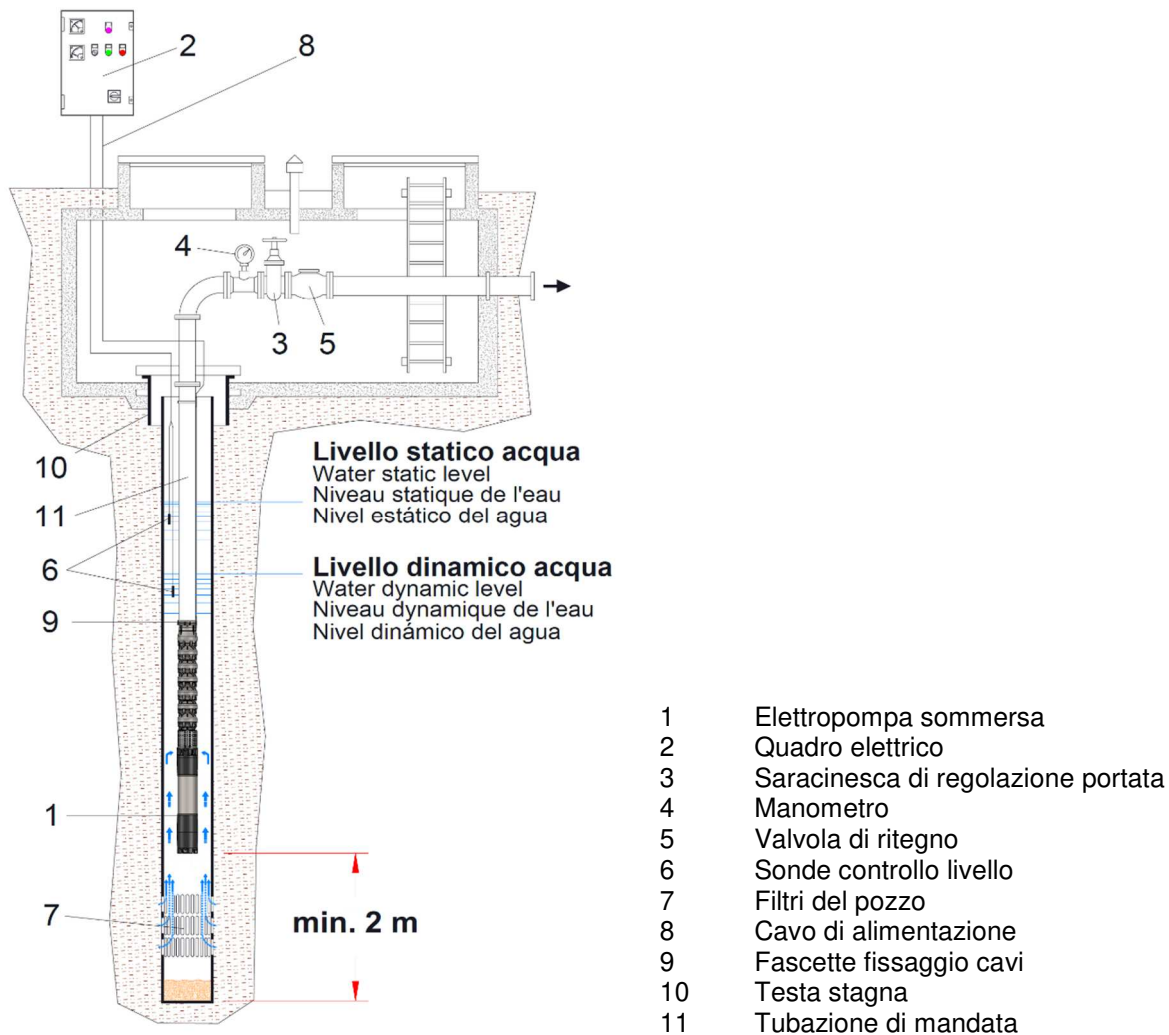 2
8
4
3
5
10
Livello statico acqua
Water static level
Niveau statique de l'eau
Nivel estático del agua
11
6
Livello dinamico acqua
Water dynamic level
Niveau dynamique de l'eau
Nivel dinámico del agua
9
1
7
min. 2 m
1 Elettropompa sommersa
2 Quadro elettrico
3 Saracinesca di regolazione portata
4 Manometro
5 Valvola di ritegno
6 Sonde controllo livello
7 Filtri del pozzo
8 Cavo di alimentazione
9 Fascette fissaggio cavi
10 Testa stagna
11 Tubazione di mandata